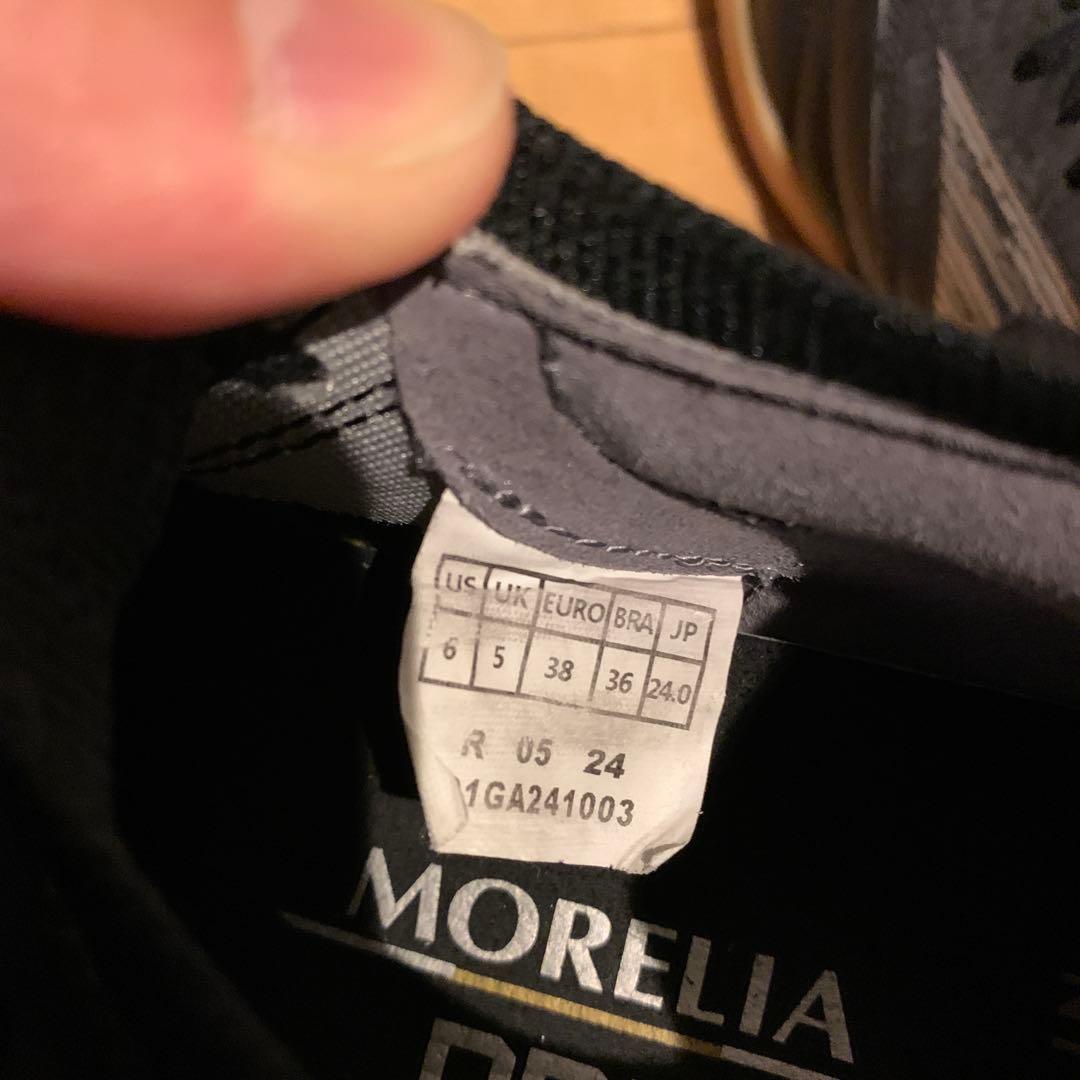 US UK EURO BRA JP
6 5 38 36 24.0
R 05 24
1GA241003
MORELIA